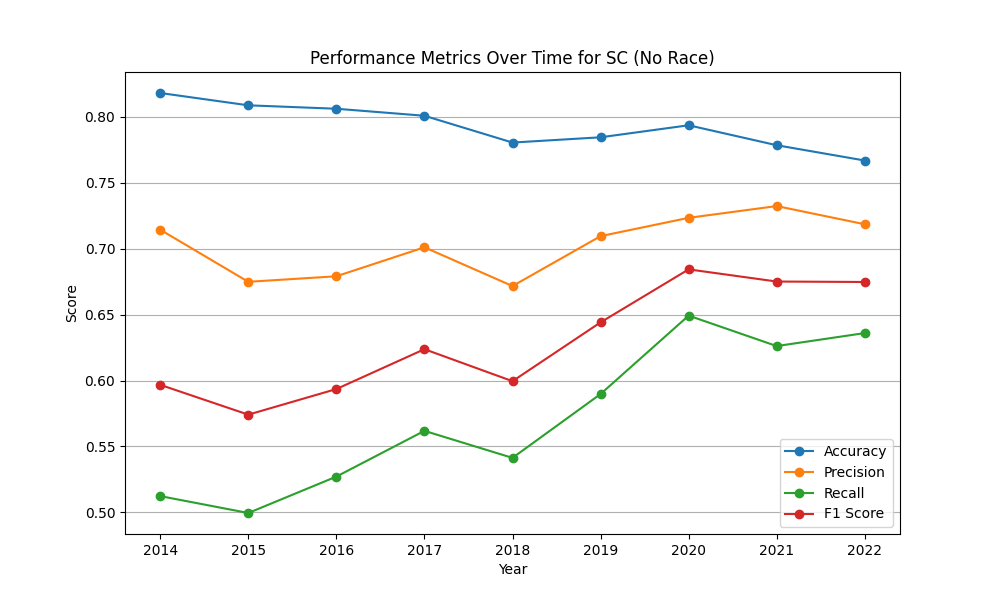 Performance Metrics Over Time for SC (No Race)
Score
0.80
0.75
0.70
0.65
0.60
0.55
0.50
Accuracy
Precision
Recall
F1 Score
2014 2015 2016 2017 2018 2019 2020 2021 2022
Year